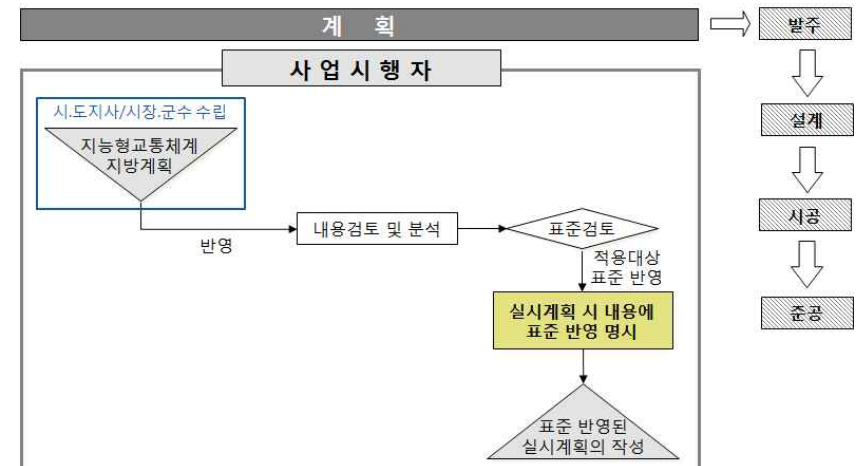 계 획
발주
사 업 시 행 자
시.도지사/시장.군수 수립
지능형교통체계
지방계획
설계
반영
내용검토 및 분석
표준검토
시공
적용대상
표준 반영
실시계획 시 내용에
표준 반영 명시
준공
표준 반영된
실시계획의 작성